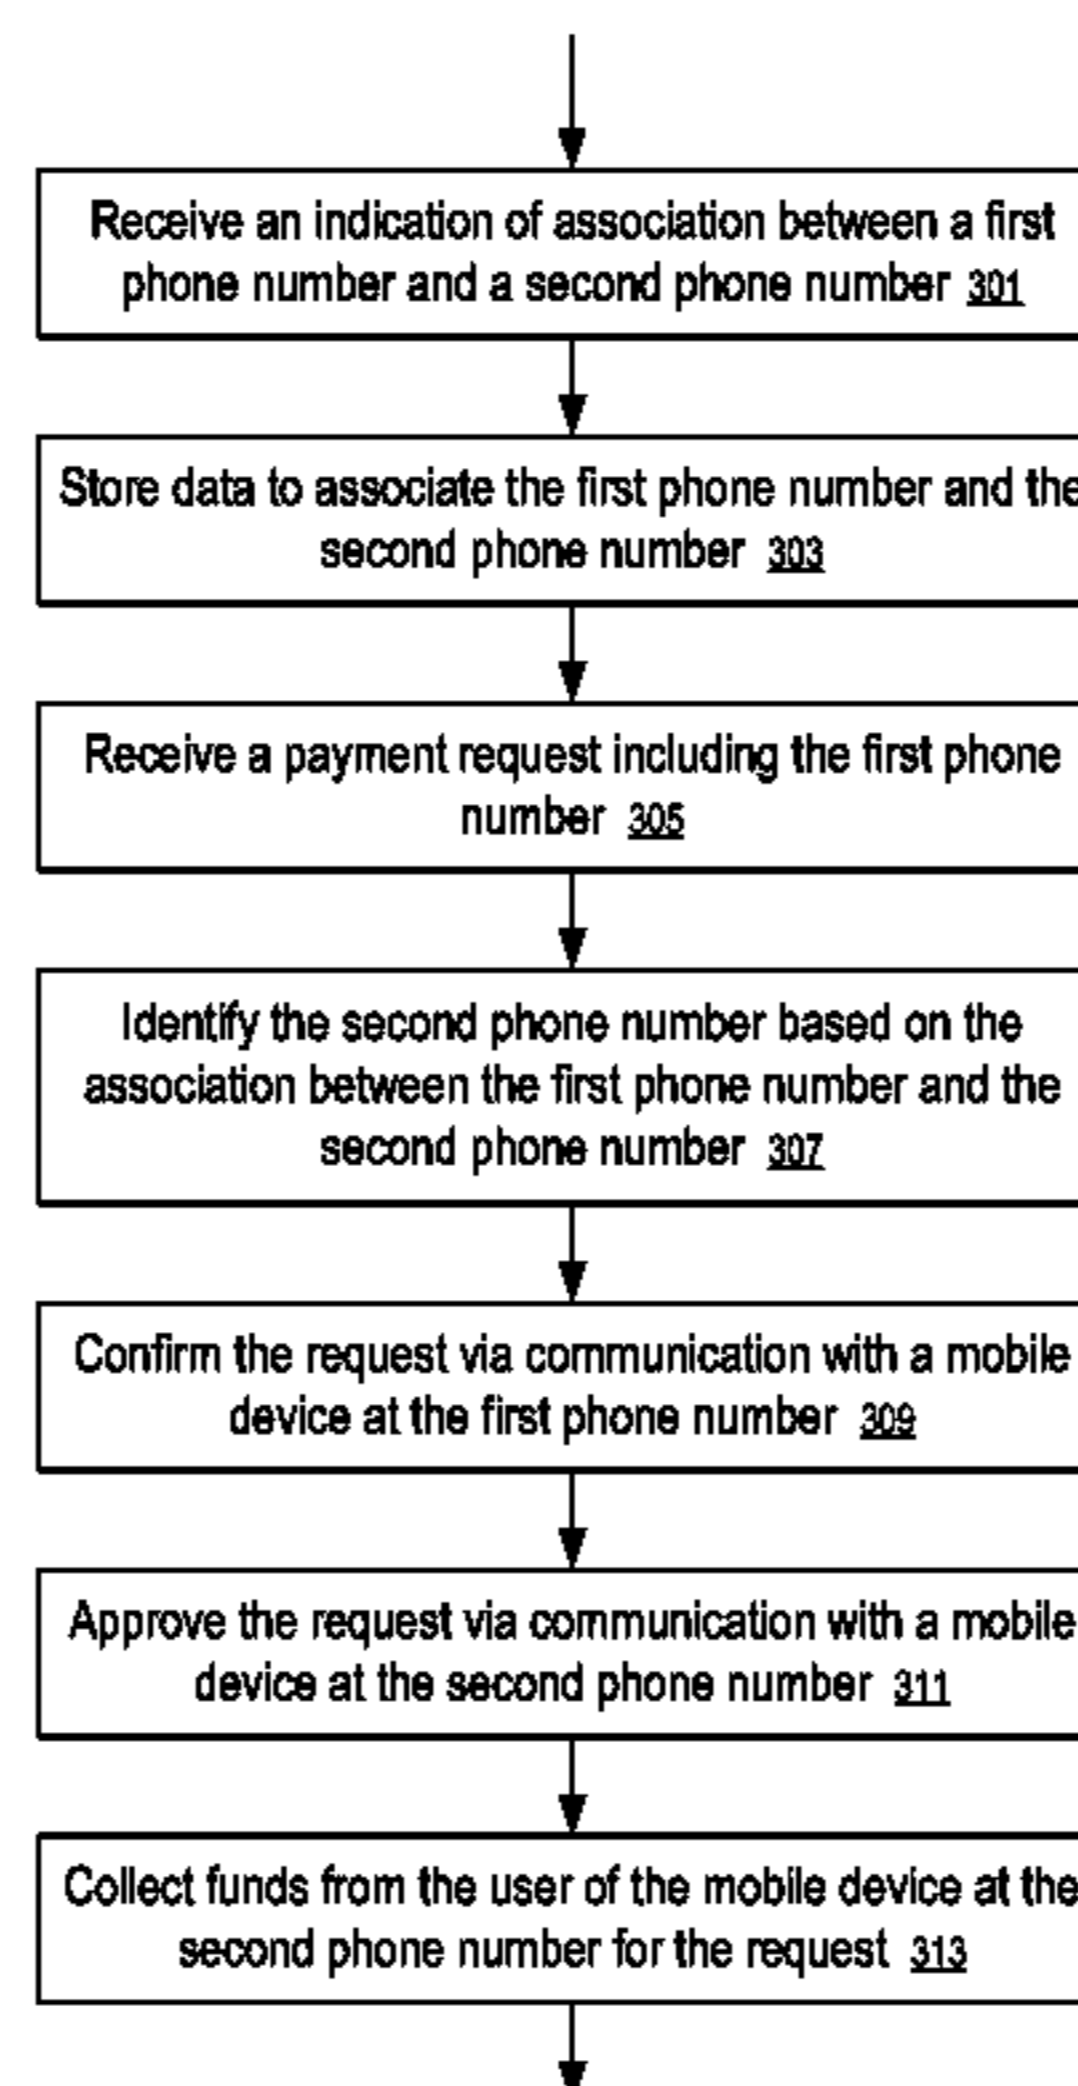 Receive an indication of association between a first
phone number and a second phone number 301
Store data to associate the first phone number and the
second phone number 303
Receive a payment request including the first phone
number 305
Identify the second phone number based on the
association between the first phone number and the
second phone number 307
Confirm the request via communication with a mobile
device at the first phone number 309
Approve the request via communication with a mobile
device at the second phone number 311
Collect funds from the user of the mobile device at the
second phone number for the request 313